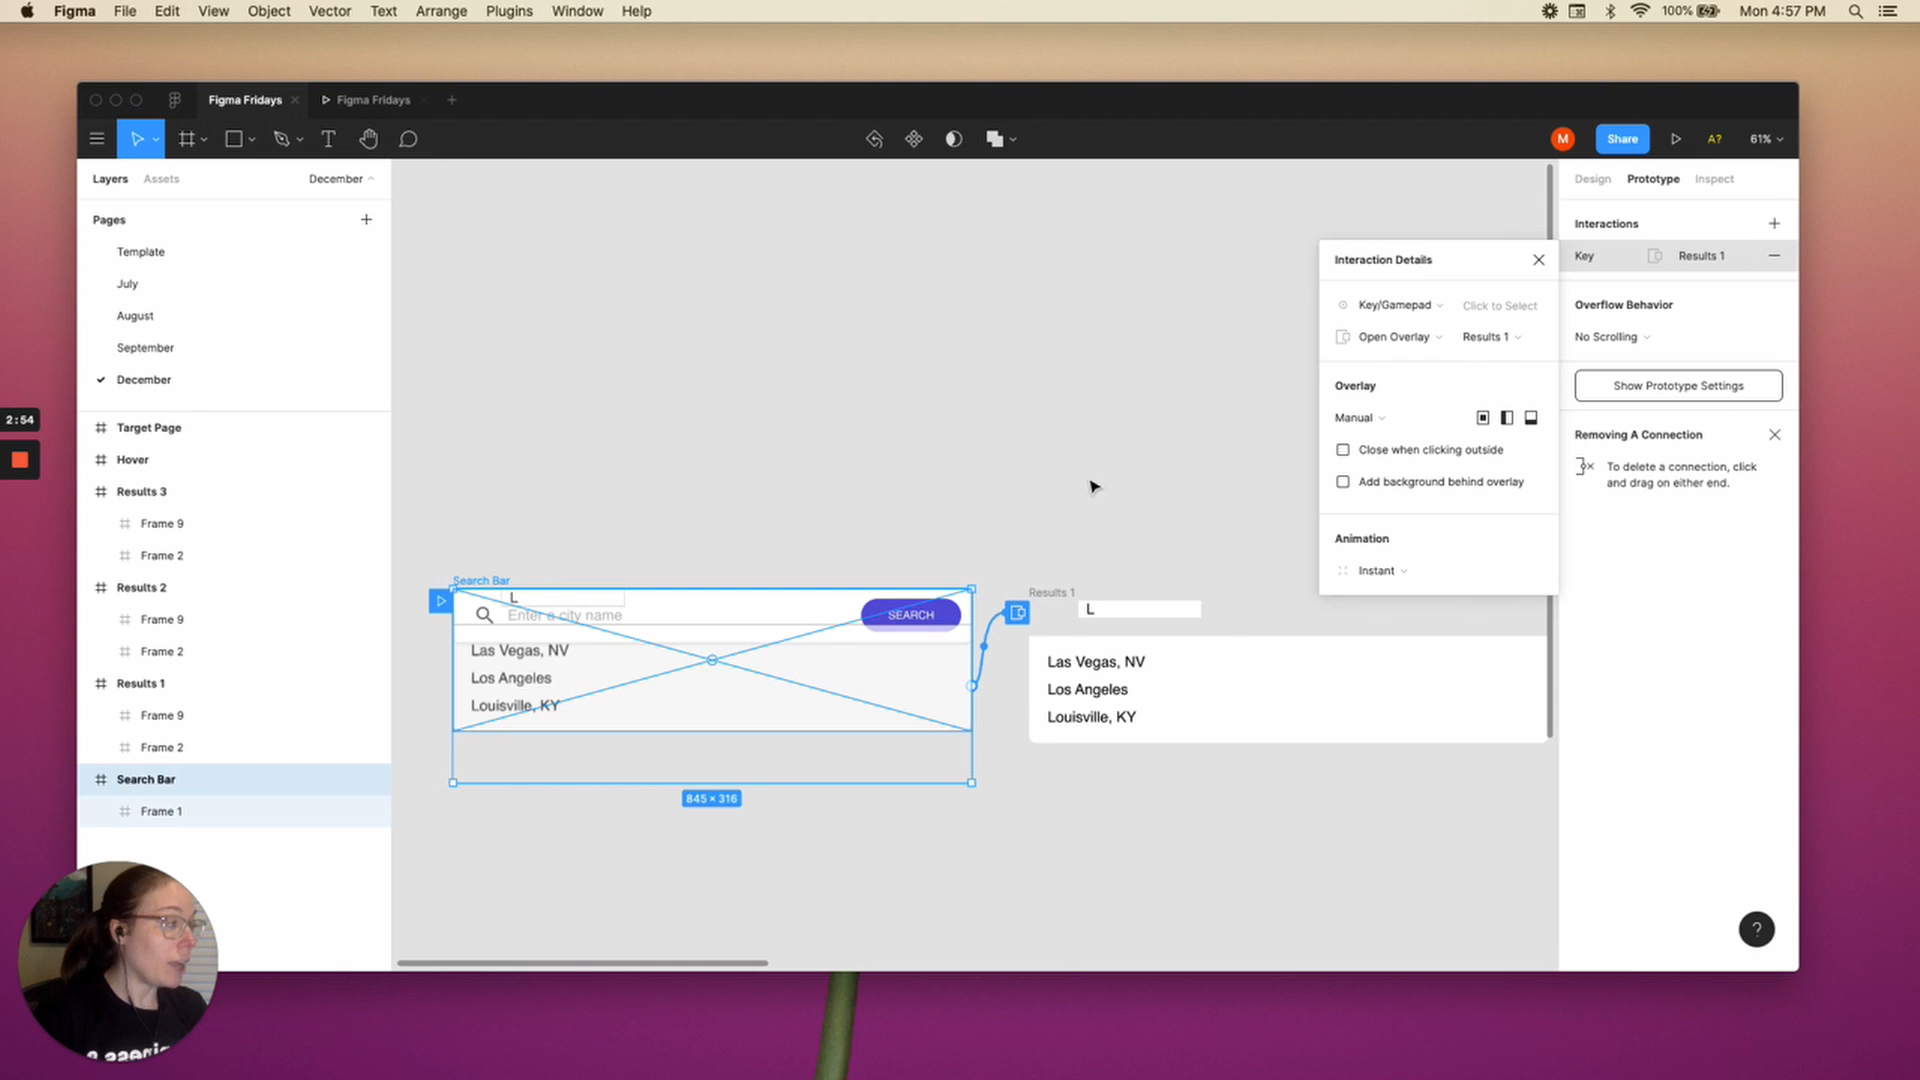 Figma File Edit View Object Vector Text Arrange Plugins Window Help
100% Mon 4:57 PM
Figma Fridays
Figma Fridays
M
Share
A?
61%
Layers Assets December
Pages
Template
July
August
September
December
Target Page
Hover
Results 3
Frame 9
Frame 2
Results 2
Frame 9
Frame 2
Results 1
Frame 9
Frame 2
Search Bar
Frame 1
2:54
Search Bar
L
Enter a city name
SEARCH
Las Vegas, NV
Los Angeles
Louisville, KY
845 × 316
Results 1
L
Las Vegas, NV
Los Angeles
Louisville, KY
Interaction Details
Key/Gamepad Click to Select
Open Overlay Results 1
Overlay
Manual
Close when clicking outside
Add background behind overlay
Animation
Instant
Design Prototype Inspect
Interactions
Key Results 1
Overflow Behavior
No Scrolling
Show Prototype Settings
Removing A Connection
To delete a connection, click
and drag on either end.
?